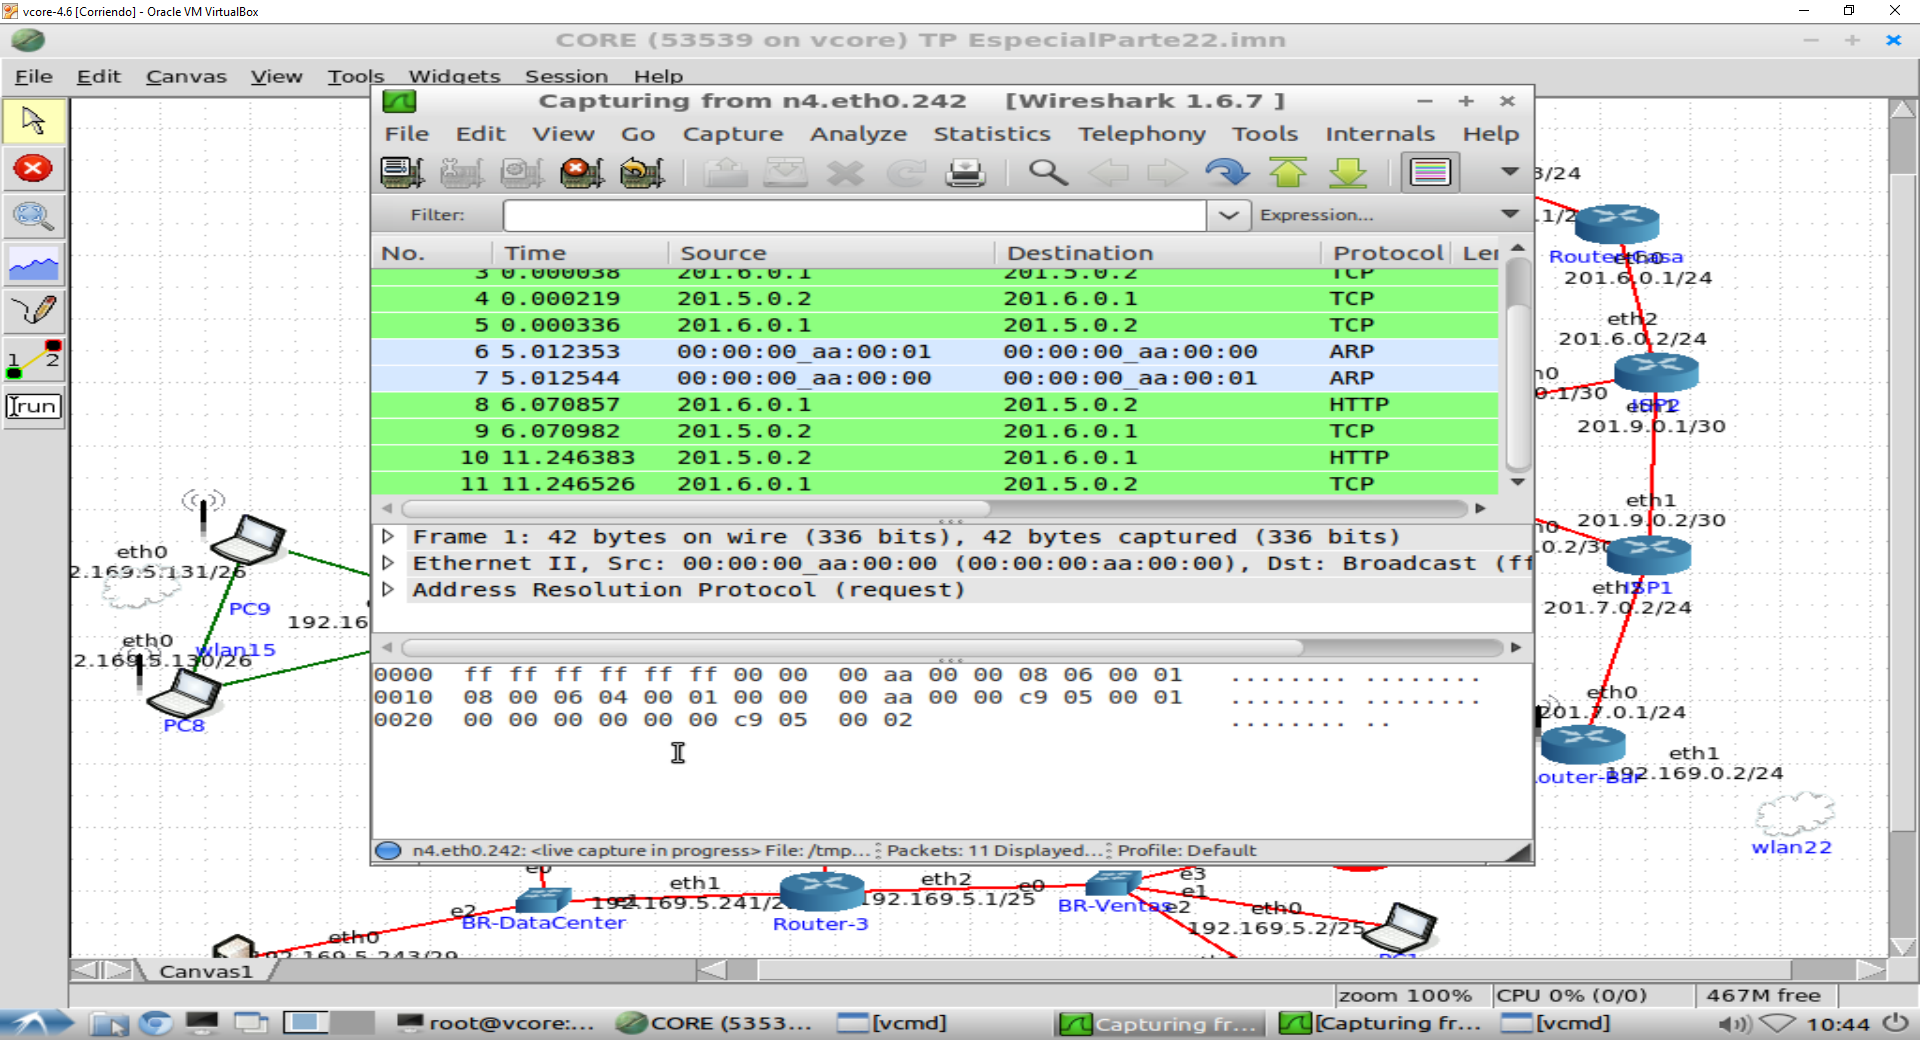 vcore-4.6 [Corriendo] - Oracle VM VirtualBox
CORE (53539 on vcore) TP EspecialParte22.imn
File Edit Canvas View Tools Widgets Session Help
Capturing from n4.eth0.242 [Wireshark 1.6.7 ]
File Edit View Go Capture Analyze Statistics Telephony Tools Internals Help
Filter: Expression...
No. Time Source Destination Protocol Ler
3 0.000038 201.6.0.1 201.5.0.2 TCP
4 0.000219 201.5.0.2 201.6.0.1 TCP
5 0.000336 201.6.0.1 201.5.0.2 TCP
6 5.012353 00:00:00_aa:00:01 00:00:00_aa:00:00 ARP
7 5.012544 00:00:00_aa:00:00 00:00:00_aa:00:01 ARP
8 6.070857 201.6.0.1 201.5.0.2 HTTP
9 6.070982 201.5.0.2 201.6.0.1 TCP
10 11.246383 201.5.0.2 201.6.0.1 HTTP
11 11.246526 201.6.0.1 201.5.0.2 TCP
Frame 1: 42 bytes on wire (336 bits), 42 bytes captured (336 bits)
Ethernet II, Src: 00:00:00_aa:00:00 (00:00:00:aa:00:00), Dst: Broadcast (ff
Address Resolution Protocol (request)
0000 ff ff ff ff ff ff 00 00 00 aa 00 00 08 06 00 01 ........ ........
0010 08 00 06 04 00 01 00 00 00 aa 00 00 c9 05 00 01 ........ ........
0020 00 00 00 00 00 00 c9 05 00 02 ........ ..
n4.eth0.242: <live capture in progress> File: /tmp... Packets: 11 Displayed... Profile: Default
1 2
run
eth0
2.169.5.131/26
PC9
192.16
eth0
wlan15
2.169.5.130/26
PC8
3/24
.1/2
Router-Casa
eth0
201.6.0.1/24
eth2
201.6.0.2/24
0.1/30
ISP2
eth1
201.9.0.1/30
eth1
201.9.0.2/30
.0.2/30
eth2
ISP1
201.7.0.2/24
eth0
201.7.0.1/24
eth1
192.169.0.2/24
outer-Bar
wlan22
e0
e2
eth1
192.169.5.241/2
e1
BR-DataCenter
eth0
92.169.5.243/29
Router-3
eth2
92.169.5.1/25
e0
BR-Ventas
e3
e1
e2
eth0
192.169.5.2/25
PC1
Canvas1
zoom 100% CPU 0% (0/0) 467M free
root@vcore:... CORE (5353... [vcmd] Capturing fr... [Capturing fr... [vcmd] 10:44